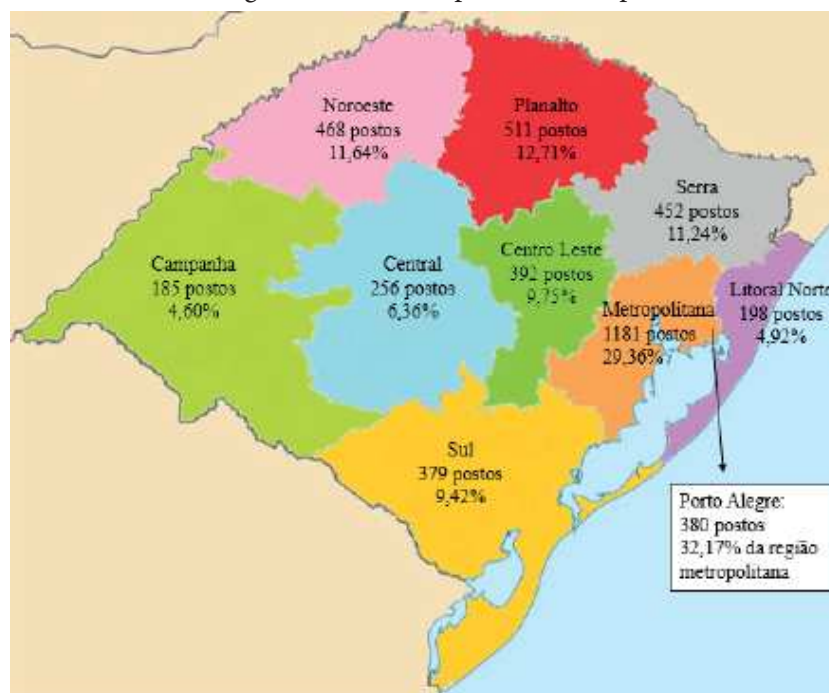 Noroeste
468 postos
11,64%
Planalto
511 postos
12,71%
Serra
452 postos
11,24%
Campanha
185 postos
4,60%
Central
256 postos
6,36%
Centro Leste
392 postos
9,75%
Metropolitana
1181 postos
29,36%
Litoral Norte
198 postos
4,92%
Sul
379 postos
9,42%
Porto Alegre:
380 postos
32,17% da região
metropolitana